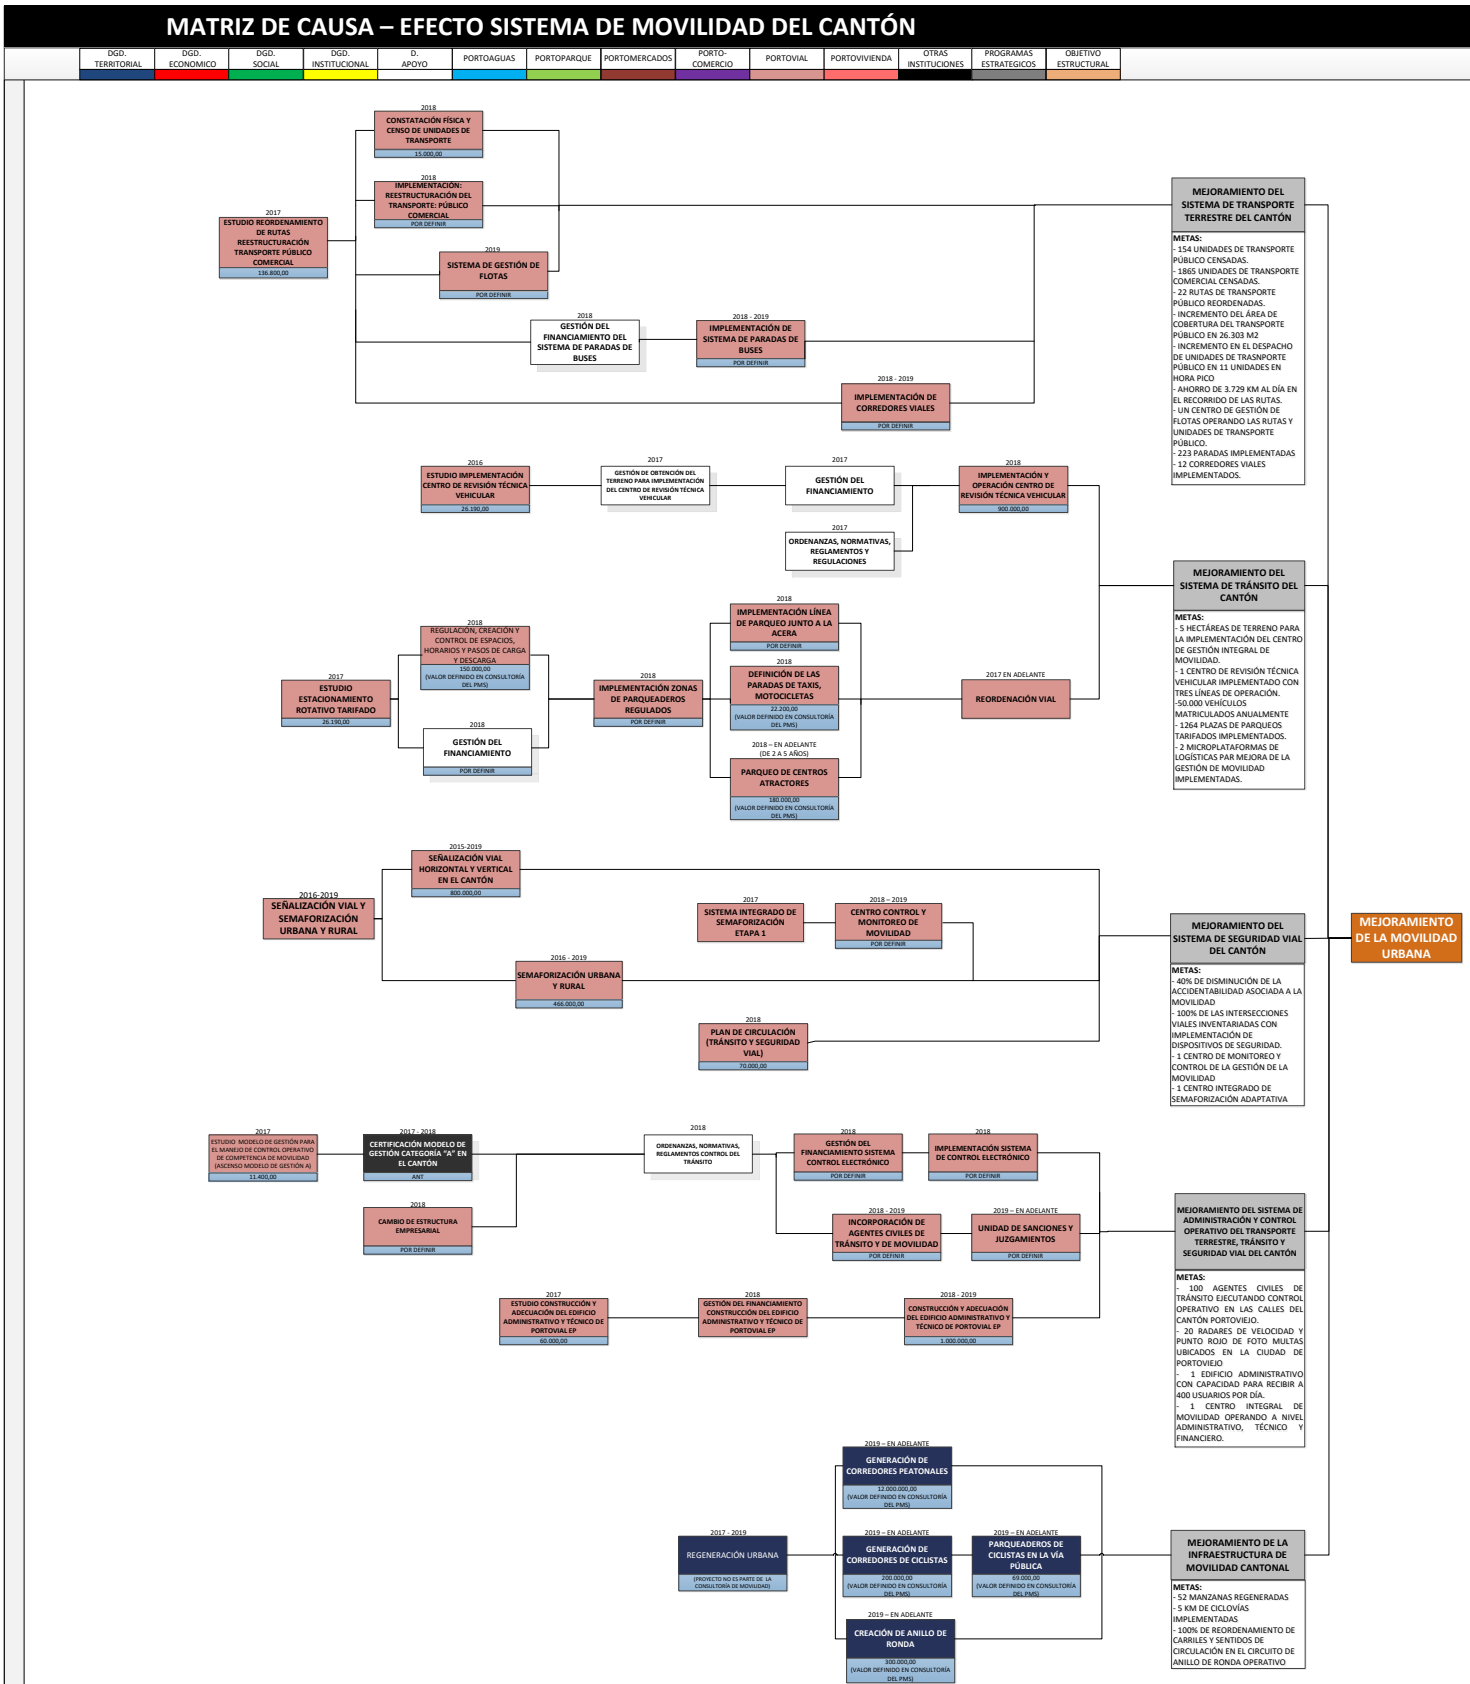 MATRIZ DE CAUSA – EFECTO SISTEMA DE MOVILIDAD DEL CANTÓN
DGD. TERRITORIAL
DGD. ECONOMICO
DGD. SOCIAL
DGD. INSTITUCIONAL
D. APOYO
PORTOAGUAS
PORTOPARQUE
PORTOMERCADOS
PORTO-COMERCIO
PORTOVIAL
PORTOVIVIENDA
OTRAS INSTITUCIONES
PROGRAMAS ESTRATEGICOS
OBJETIVO ESTRUCTURAL
2018
CONSTATACIÓN FÍSICA Y
CENSO DE UNIDADES DE
TRANSPORTE
15.000,00
2018
IMPLEMENTACIÓN:
REESTRUCTURACIÓN DEL
TRANSPORTE: PÚBLICO
COMERCIAL
POR DEFINIR
2017
ESTUDIO REORDENAMIENTO
DE RUTAS
REESTRUCTURACIÓN
TRANSPORTE PÚBLICO
COMERCIAL
136.800,00
2019
SISTEMA DE GESTIÓN DE
FLOTAS
POR DEFINIR
2018
GESTIÓN DEL
FINANCIAMIENTO DEL
SISTEMA DE PARADAS DE
BUSES
2018 - 2019
IMPLEMENTACIÓN DE
SISTEMA DE PARADAS DE
BUSES
POR DEFINIR
2018 - 2019
IMPLEMENTACIÓN DE
CORREDORES VIALES
POR DEFINIR
MEJORAMIENTO DEL
SISTEMA DE TRANSPORTE
TERRESTRE DEL CANTÓN
METAS:
- 154 UNIDADES DE TRANSPORTE
PÚBLICO CENSADAS.
- 1865 UNIDADES DE TRANSPORTE
COMERCIAL CENSADAS.
- 22 RUTAS DE TRANSPORTE
PÚBLICO REORDENADAS.
- INCREMENTO DEL ÁREA DE
COBERTURA DEL TRANSPORTE
PÚBLICO EN 26.303 M2
- INCREMENTO EN EL DESPACHO
DE UNIDADES DE TRASNPORTE
PÚBLICO EN 11 UNIDADES EN
HORA PICO
- AHORRO DE 3.729 KM AL DÍA EN
EL RECORRIDO DE LAS RUTAS.
- UN CENTRO DE GESTIÓN DE
FLOTAS OPERANDO LAS RUTAS Y
UNIDADES DE TRANSPORTE
PÚBLICO.
- 223 PARADAS IMPLEMENTADAS
- 12 CORREDORES VIALES
IMPLEMENTADOS.
2016
ESTUDIO IMPLEMENTACIÓN
CENTRO DE REVISIÓN TÉCNICA
VEHICULAR
26.190,00
2017
GESTIÓN DE OBTENCIÓN DEL
TERRENO PARA IMPLEMENTACIÓN
DEL CENTRO DE REVISIÓN TÉCNICA
VEHICULAR
2017
GESTIÓN DEL
FINANCIAMIENTO
2018
IMPLEMENTACIÓN Y
OPERACIÓN CENTRO DE
REVISIÓN TÉCNICA VEHICULAR
900.000,00
2017
ORDENANZAS, NORMATIVAS,
REGLAMENTOS Y
REGULACIONES
MEJORAMIENTO DEL
SISTEMA DE TRÁNSITO DEL
CANTÓN
METAS:
- 5 HECTÁREAS DE TERRENO PARA
LA IMPLEMENTACIÓN DEL CENTRO
DE GESTIÓN INTEGRAL DE
MOVILIDAD.
- 1 CENTRO DE REVISIÓN TÉCNICA
VEHICULAR IMPLEMENTADO CON
TRES LÍNEAS DE OPERACIÓN.
-50.000 VEHÍCULOS
MATRICULADOS ANUALMENTE
- 1264 PLAZAS DE PARQUEOS
TARIFADOS IMPLEMENTADOS.
- 2 MICROPLATAFORMAS DE
LOGÍSTICAS PAR MEJORA DE LA
GESTIÓN DE MOVILIDAD
IMPLEMENTADAS.
2017
ESTUDIO
ESTACIONAMIENTO
ROTATIVO TARIFADO
26.190,00
2018
REGULACIÓN, CREACIÓN Y
CONTROL DE ESPACIOS,
HORARIOS Y PASOS DE CARGA
Y DESCARGA
150.000,00
(VALOR DEFINIDO EN CONSULTORÍA
DEL PMS)
2018
GESTIÓN DEL
FINANCIAMIENTO
POR DEFINIR
2018
IMPLEMENTACIÓN ZONAS
DE PARQUEADEROS
REGULADOS
POR DEFINIR
2018
IMPLEMENTACIÓN LÍNEA
DE PARQUEO JUNTO A LA
ACERA
POR DEFINIR
2018
DEFINICIÓN DE LAS
PARADAS DE TAXIS,
MOTOCICLETAS
22.200,00
(VALOR DEFINIDO EN CONSULTORÍA
DEL PMS)
2018 – EN ADELANTE
(DE 2 A 5 AÑOS)
PARQUEO DE CENTROS
ATRACTORES
180.000,00
(VALOR DEFINIDO EN CONSULTORÍA
DEL PMS)
2017 EN ADELANTE
REORDENACIÓN VIAL
2016-2019
SEÑALIZACIÓN VIAL Y
SEMAFORIZACIÓN
URBANA Y RURAL
2015-2019
SEÑALIZACIÓN VIAL
HORIZONTAL Y VERTICAL
EN EL CANTÓN
800.000,00
2016 - 2019
SEMAFORIZACIÓN URBANA
Y RURAL
466.000,00
2017
SISTEMA INTEGRADO DE
SEMAFORIZACIÓN
ETAPA 1
2018 – 2019
CENTRO CONTROL Y
MONITOREO DE
MOVILIDAD
POR DEFINIR
2018
PLAN DE CIRCULACIÓN
(TRÁNSITO Y SEGURIDAD
VIAL)
70.000,00
MEJORAMIENTO DEL
SISTEMA DE SEGURIDAD VIAL
DEL CANTÓN
METAS:
- 40% DE DISMINUCIÓN DE LA
ACCIDENTABILIDAD ASOCIADA A LA
MOVILIDAD
- 100% DE LAS INTERSECCIONES
VIALES INVENTARIADAS CON
IMPLEMENTACIÓN DE
DISPOSITIVOS DE SEGURIDAD.
- 1 CENTRO DE MONITOREO Y
CONTROL DE LA GESTIÓN DE LA
MOVILIDAD
- 1 CENTRO INTEGRADO DE
SEMAFORIZACIÓN ADAPTATIVA
MEJORAMIENTO
DE LA MOVILIDAD
URBANA
2017
ESTUDIO MODELO DE GESTIÓN PARA
EL MANEJO DE CONTROL OPERATIVO
DE COMPETENCIA DE MOVILIDAD
(ASCENSO MODELO DE GESTIÓN A)
11.400,00
2017 - 2018
CERTIFICACIÓN MODELO DE
GESTIÓN CATEGORÍA “A” EN
EL CANTÓN
ANT
2018
CAMBIO DE ESTRUCTURA
EMPRESARIAL
POR DEFINIR
2018
ORDENANZAS, NORMATIVAS,
REGLAMENTOS CONTROL DEL
TRÁNSITO
2018
GESTIÓN DEL
FINANCIAMIENTO SISTEMA
CONTROL ELECTRÓNICO
POR DEFINIR
2018
IMPLEMENTACIÓN SISTEMA
DE CONTROL ELECTRÓNICO
POR DEFINIR
2018 - 2019
INCORPORACIÓN DE
AGENTES CIVILES DE
TRÁNSITO Y DE MOVILIDAD
POR DEFINIR
2019 – EN ADELANTE
UNIDAD DE SANCIONES Y
JUZGAMIENTOS
POR DEFINIR
2017
ESTUDIO CONSTRUCCIÓN Y
ADECUACIÓN DEL EDIFICIO
ADMINISTRATIVO Y TÉCNICO DE
PORTOVIAL EP
60.000,00
2018
GESTIÓN DEL FINANCIAMIENTO
CONSTRUCCIÓN DEL EDIFICIO
ADMINISTRATIVO Y TÉCNICO DE
PORTOVIAL EP
2018 - 2019
CONSTRUCCIÓN Y ADECUACIÓN
DEL EDIFICIO ADMINISTRATIVO Y
TÉCNICO DE PORTOVIAL EP
1.000.000,00
MEJORAMIENTO DEL SISTEMA DE
ADMINISTRACIÓN Y CONTROL
OPERATIVO DEL TRANSPORTE
TERRESTRE, TRÁNSITO Y
SEGURIDAD VIAL DEL CANTÓN
METAS:
- 100 AGENTES CIVILES DE
TRÁNSITO EJECUTANDO CONTROL
OPERATIVO EN LAS CALLES DEL
CANTÓN PORTOVIEJO.
- 20 RADARES DE VELOCIDAD Y
PUNTO ROJO DE FOTO MULTAS
UBICADOS EN LA CIUDAD DE
PORTOVIEJO
- 1 EDIFICIO ADMINISTRATIVO
CON CAPACIDAD PARA RECIBIR A
400 USUARIOS POR DÍA.
- 1 CENTRO INTEGRAL DE
MOVILIDAD OPERANDO A NIVEL
ADMINISTRATIVO, TÉCNICO Y
FINANCIERO.
2017 - 2019
REGENERACIÓN URBANA
(PROYECTO NO ES PARTE DE LA
CONSULTORÍA DE MOVILIDAD)
2019 – EN ADELANTE
GENERACIÓN DE
CORREDORES PEATONALES
12.000.000,00
(VALOR DEFINIDO EN CONSULTORÍA
DEL PMS)
2019 – EN ADELANTE
GENERACIÓN DE
CORREDORES DE CICLISTAS
200.000,00
(VALOR DEFINIDO EN CONSULTORÍA
DEL PMS)
2019 – EN ADELANTE
PARQUEADEROS DE
CICLISTAS EN LA VÍA
PÚBLICA
69.000,00
(VALOR DEFINIDO EN CONSULTORÍA
DEL PMS)
2019 – EN ADELANTE
CREACIÓN DE ANILLO DE
RONDA
300.000,00
(VALOR DEFINIDO EN CONSULTORÍA
DEL PMS)
MEJORAMIENTO DE LA
INFRAESTRUCTURA DE
MOVILIDAD CANTONAL
METAS:
- 52 MANZANAS REGENERADAS
- 5 KM DE CICLOVÍAS
IMPLEMENTADAS
- 100% DE REORDENAMIENTO DE
CARRILES Y SENTIDOS DE
CIRCULACIÓN EN EL CIRCUITO DE
ANILLO DE RONDA OPERATIVO